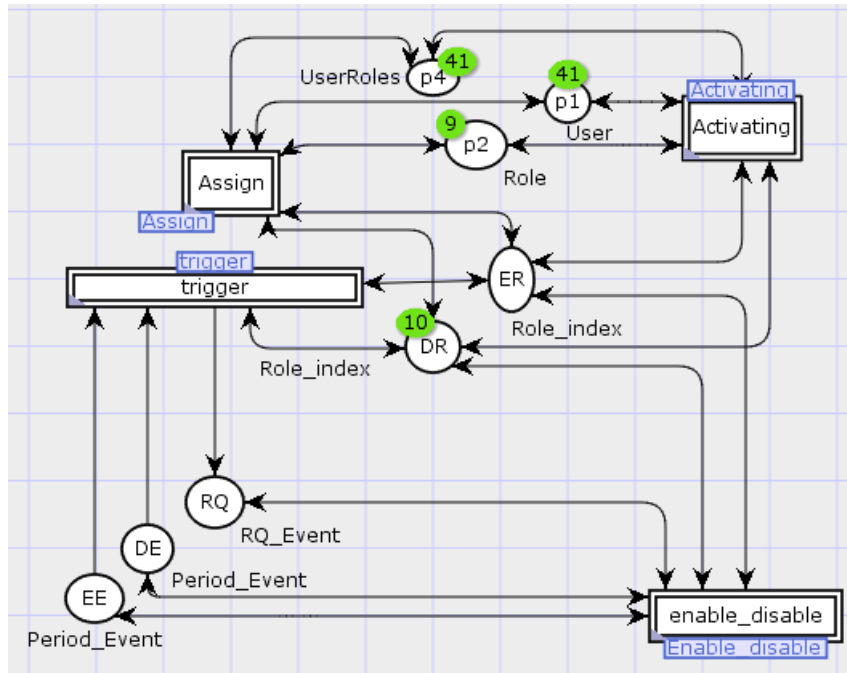 41
UserRoles
p4
41
p1
User
Activating
Activating
9
p2
Role
Assign
Assign
trigger
trigger
ER
Role_index
10
DR
Role_index
RQ
RQ_Event
DE
Period_Event
EE
Period_Event
enable_disable
Enable_disable